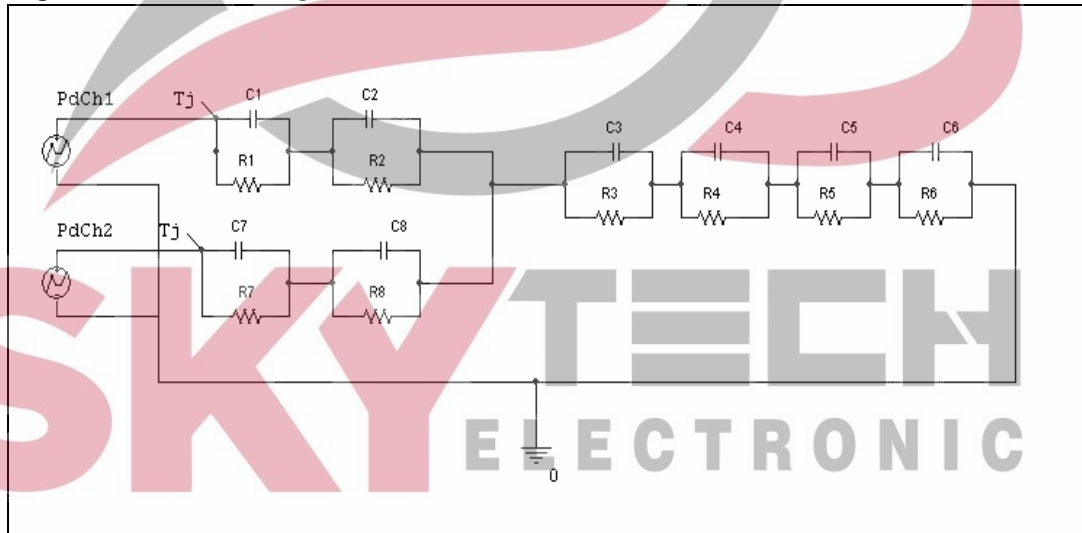 PdCh1
Tj
C1
C2
R1
R2
C3
C4
C5
C6
R3
R4
R5
R6
PdCh2
Tj
C7
C8
R7
R8
SKYTECH
ELECTRONIC
0